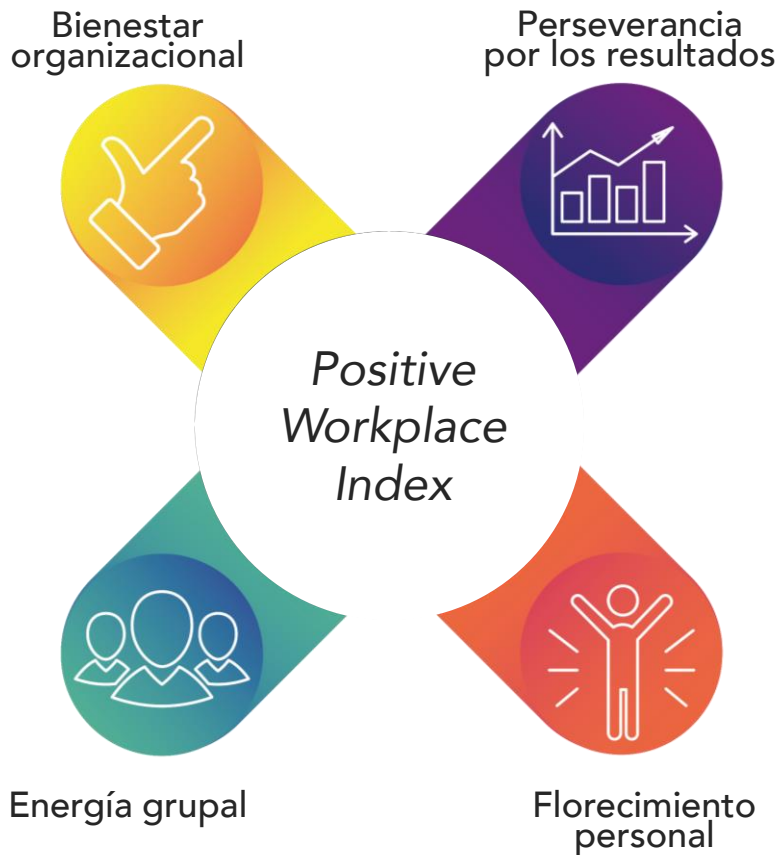 Bienestar
organizacional
Perseverancia
por los resultados
Positive
Workplace
Index
Energía grupal
Florecimiento
personal